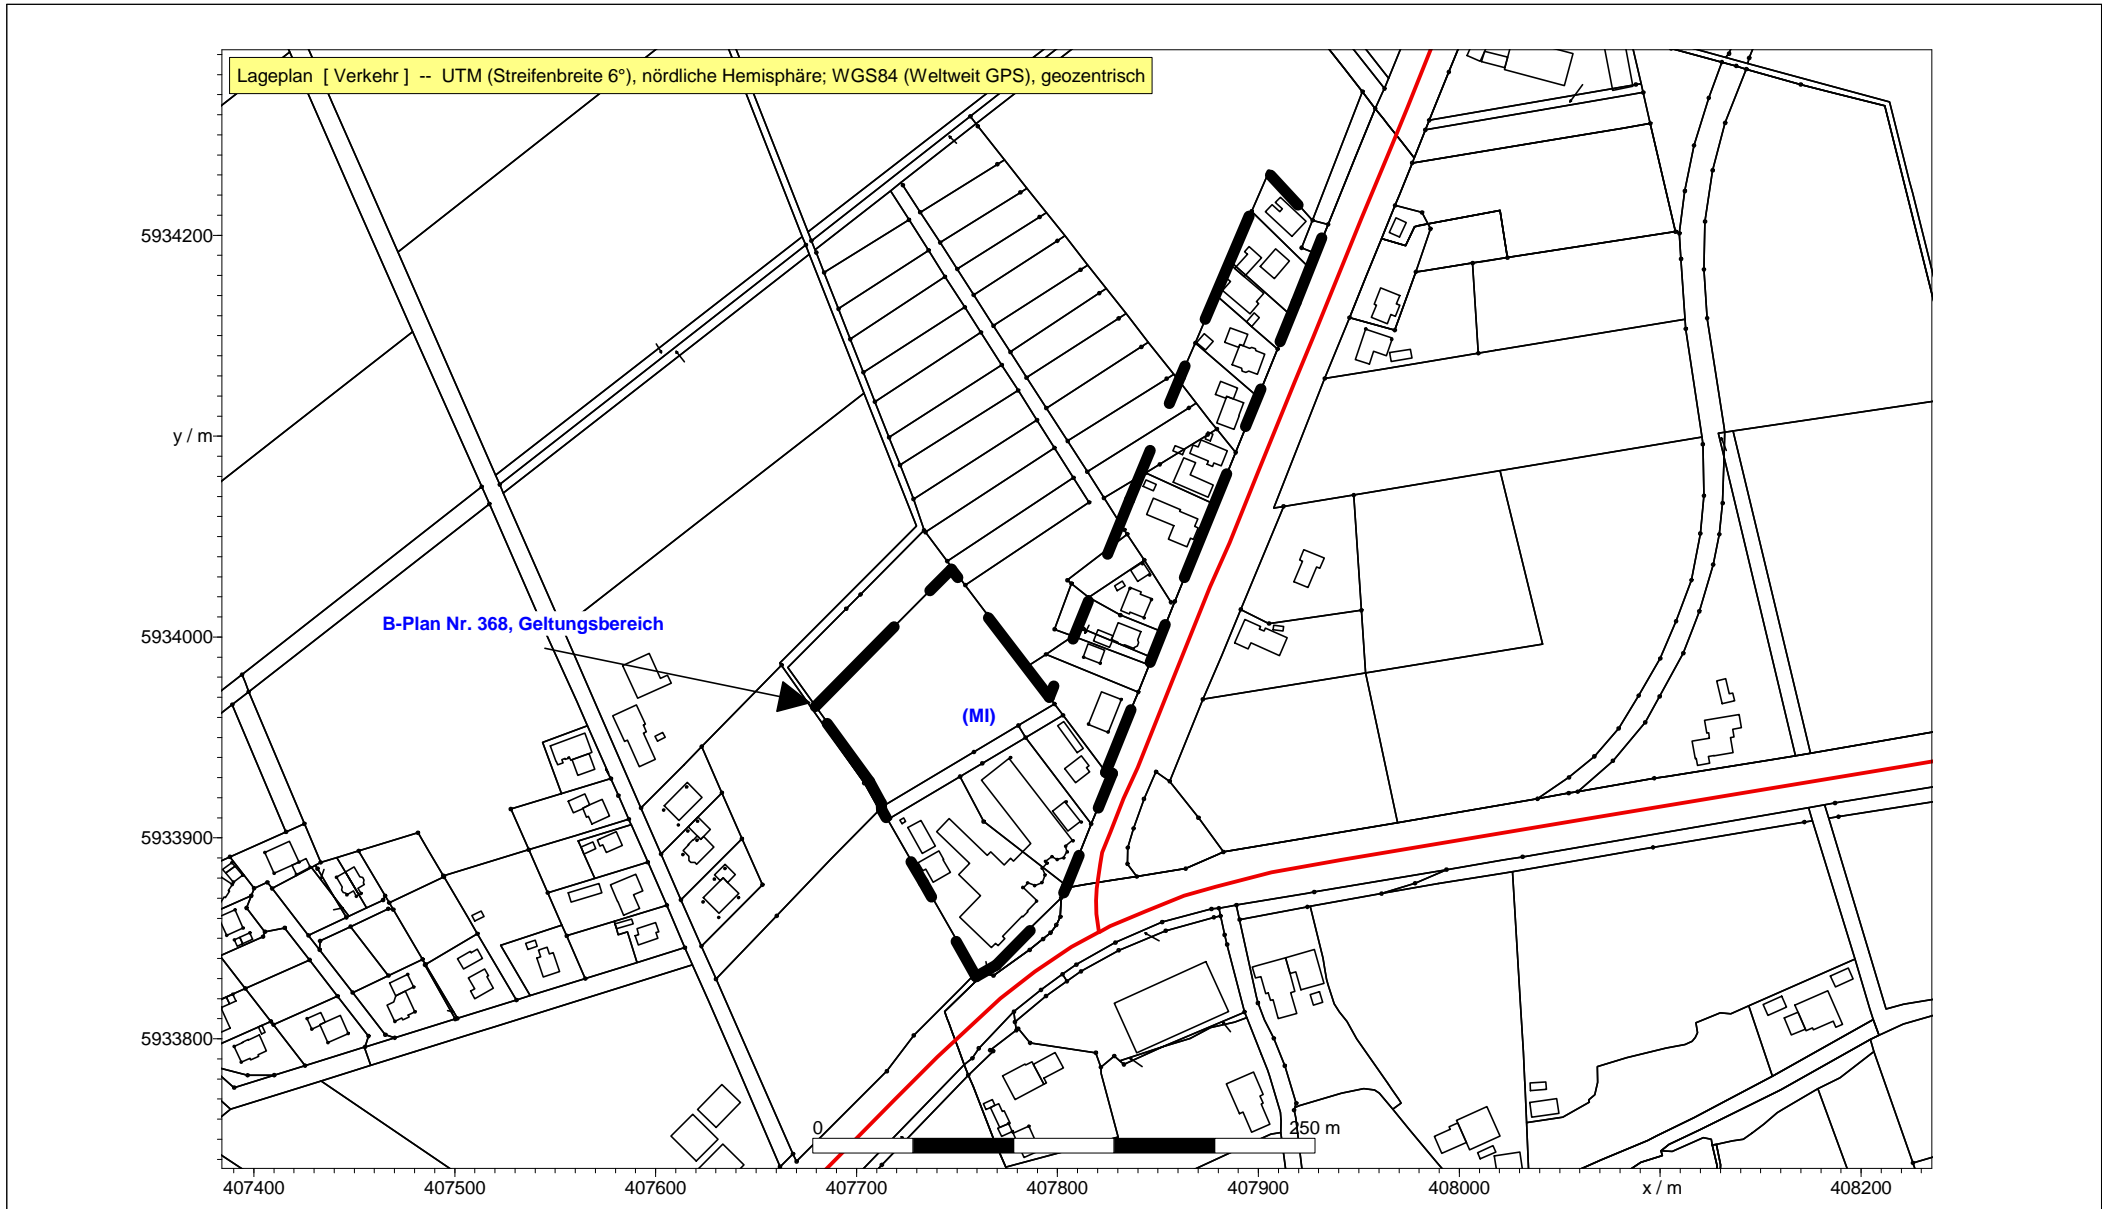 Lageplan [ Verkehr ] -- UTM (Streifenbreite 6°), nördliche Hemisphäre; WGS84 (Weltweit GPS), geozentrisch
5934200
y / m
B-Plan Nr. 368, Geltungsbereich
5934000
(MI)
5933900
5933800
0
250 m
407400
407500
407600
407700
407800
407900
408000
x / m
408200